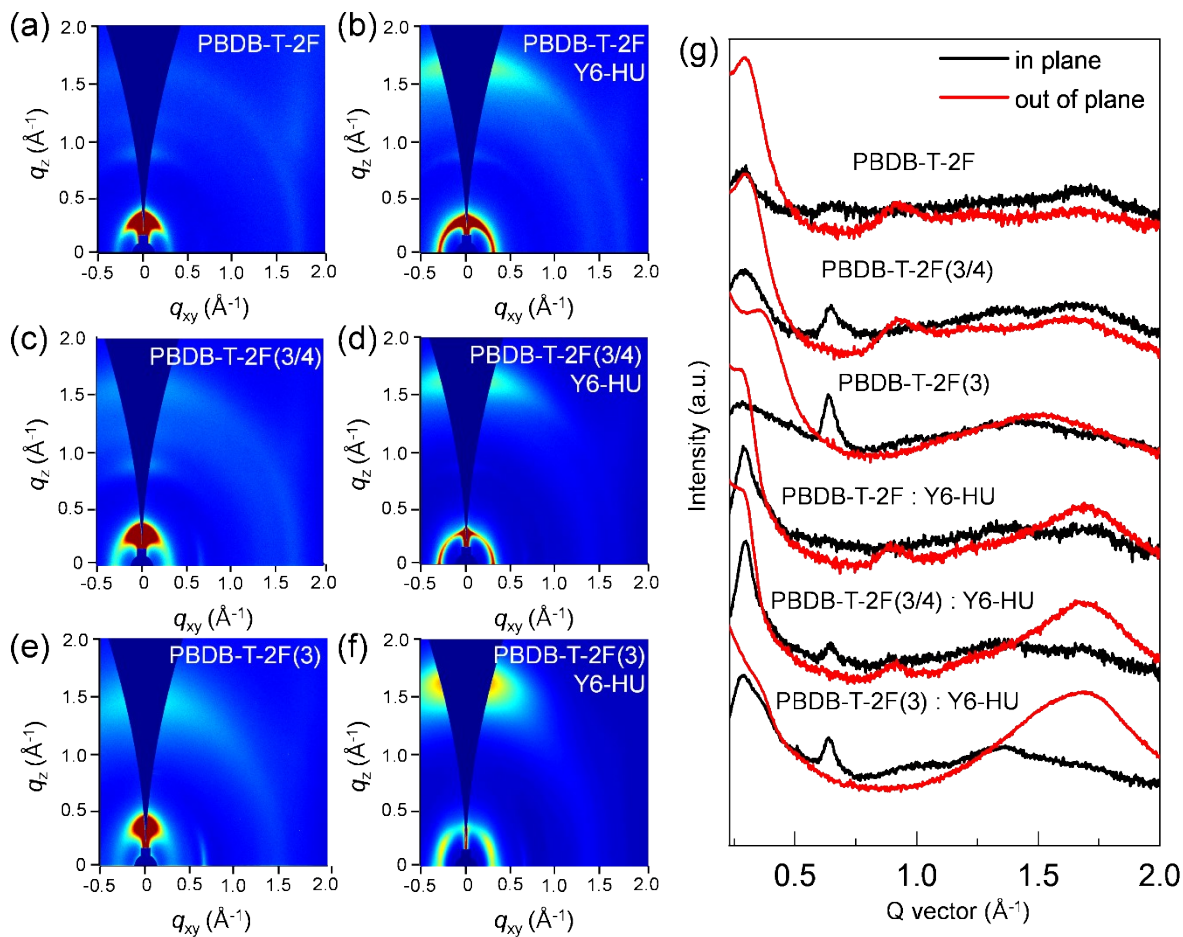 (a)
PBDB-T-2F
2.0
1.5
1.0
0.5
0
qz (Å-1)
-0.5 0 0.5 1.0 1.5 2.0
qxy (Å-1)
(b)
PBDB-T-2F
Y6-HU
2.0
1.5
1.0
0.5
0
qz (Å-1)
-0.5 0 0.5 1.0 1.5 2.0
qxy (Å-1)
(c)
PBDB-T-2F(3/4)
2.0
1.5
1.0
0.5
0
qz (Å-1)
-0.5 0 0.5 1.0 1.5 2.0
qxy (Å-1)
(d)
PBDB-T-2F(3/4)
Y6-HU
2.0
1.5
1.0
0.5
0
qz (Å-1)
-0.5 0 0.5 1.0 1.5 2.0
qxy (Å-1)
(e)
PBDB-T-2F(3)
2.0
1.5
1.0
0.5
0
qz (Å-1)
-0.5 0 0.5 1.0 1.5 2.0
qxy (Å-1)
(f)
PBDB-T-2F(3)
Y6-HU
2.0
1.5
1.0
0.5
0
qz (Å-1)
-0.5 0 0.5 1.0 1.5 2.0
qxy (Å-1)
(g)
in plane
out of plane
PBDB-T-2F
PBDB-T-2F(3/4)
PBDB-T-2F(3)
PBDB-T-2F : Y6-HU
PBDB-T-2F(3/4) : Y6-HU
PBDB-T-2F(3) : Y6-HU
Intensity (a.u.)
0.5 1.0 1.5 2.0
Q vector (Å-1)